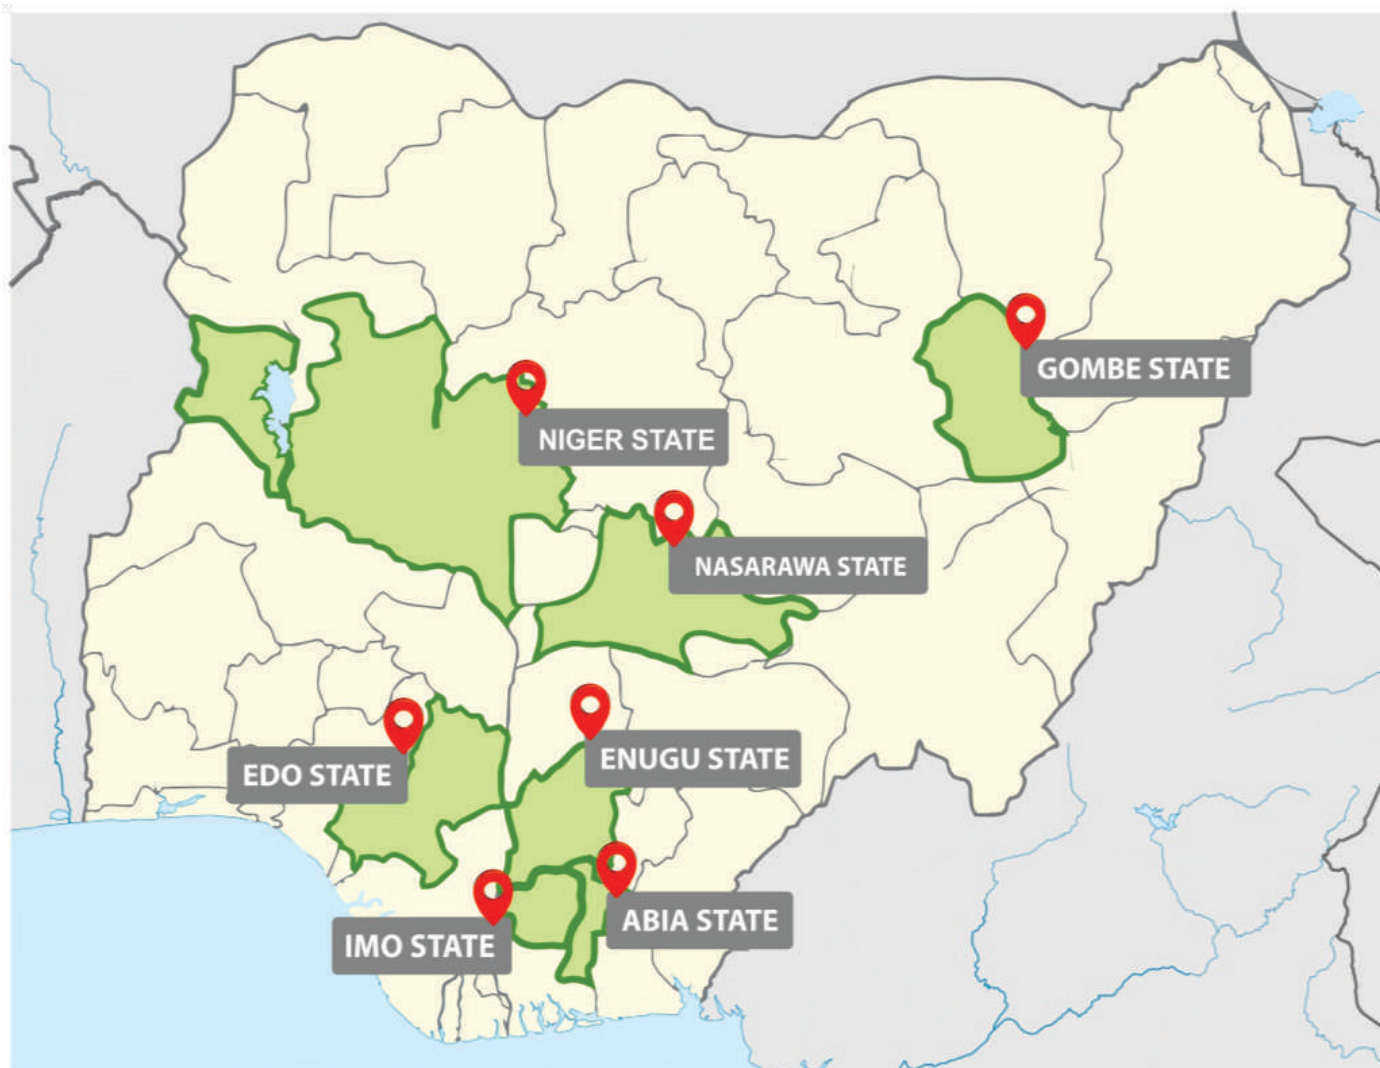 GOMBE STATE
NIGER STATE
NASARAWA STATE
EDO STATE
ENUGU STATE
ABIA STATE
IMO STATE